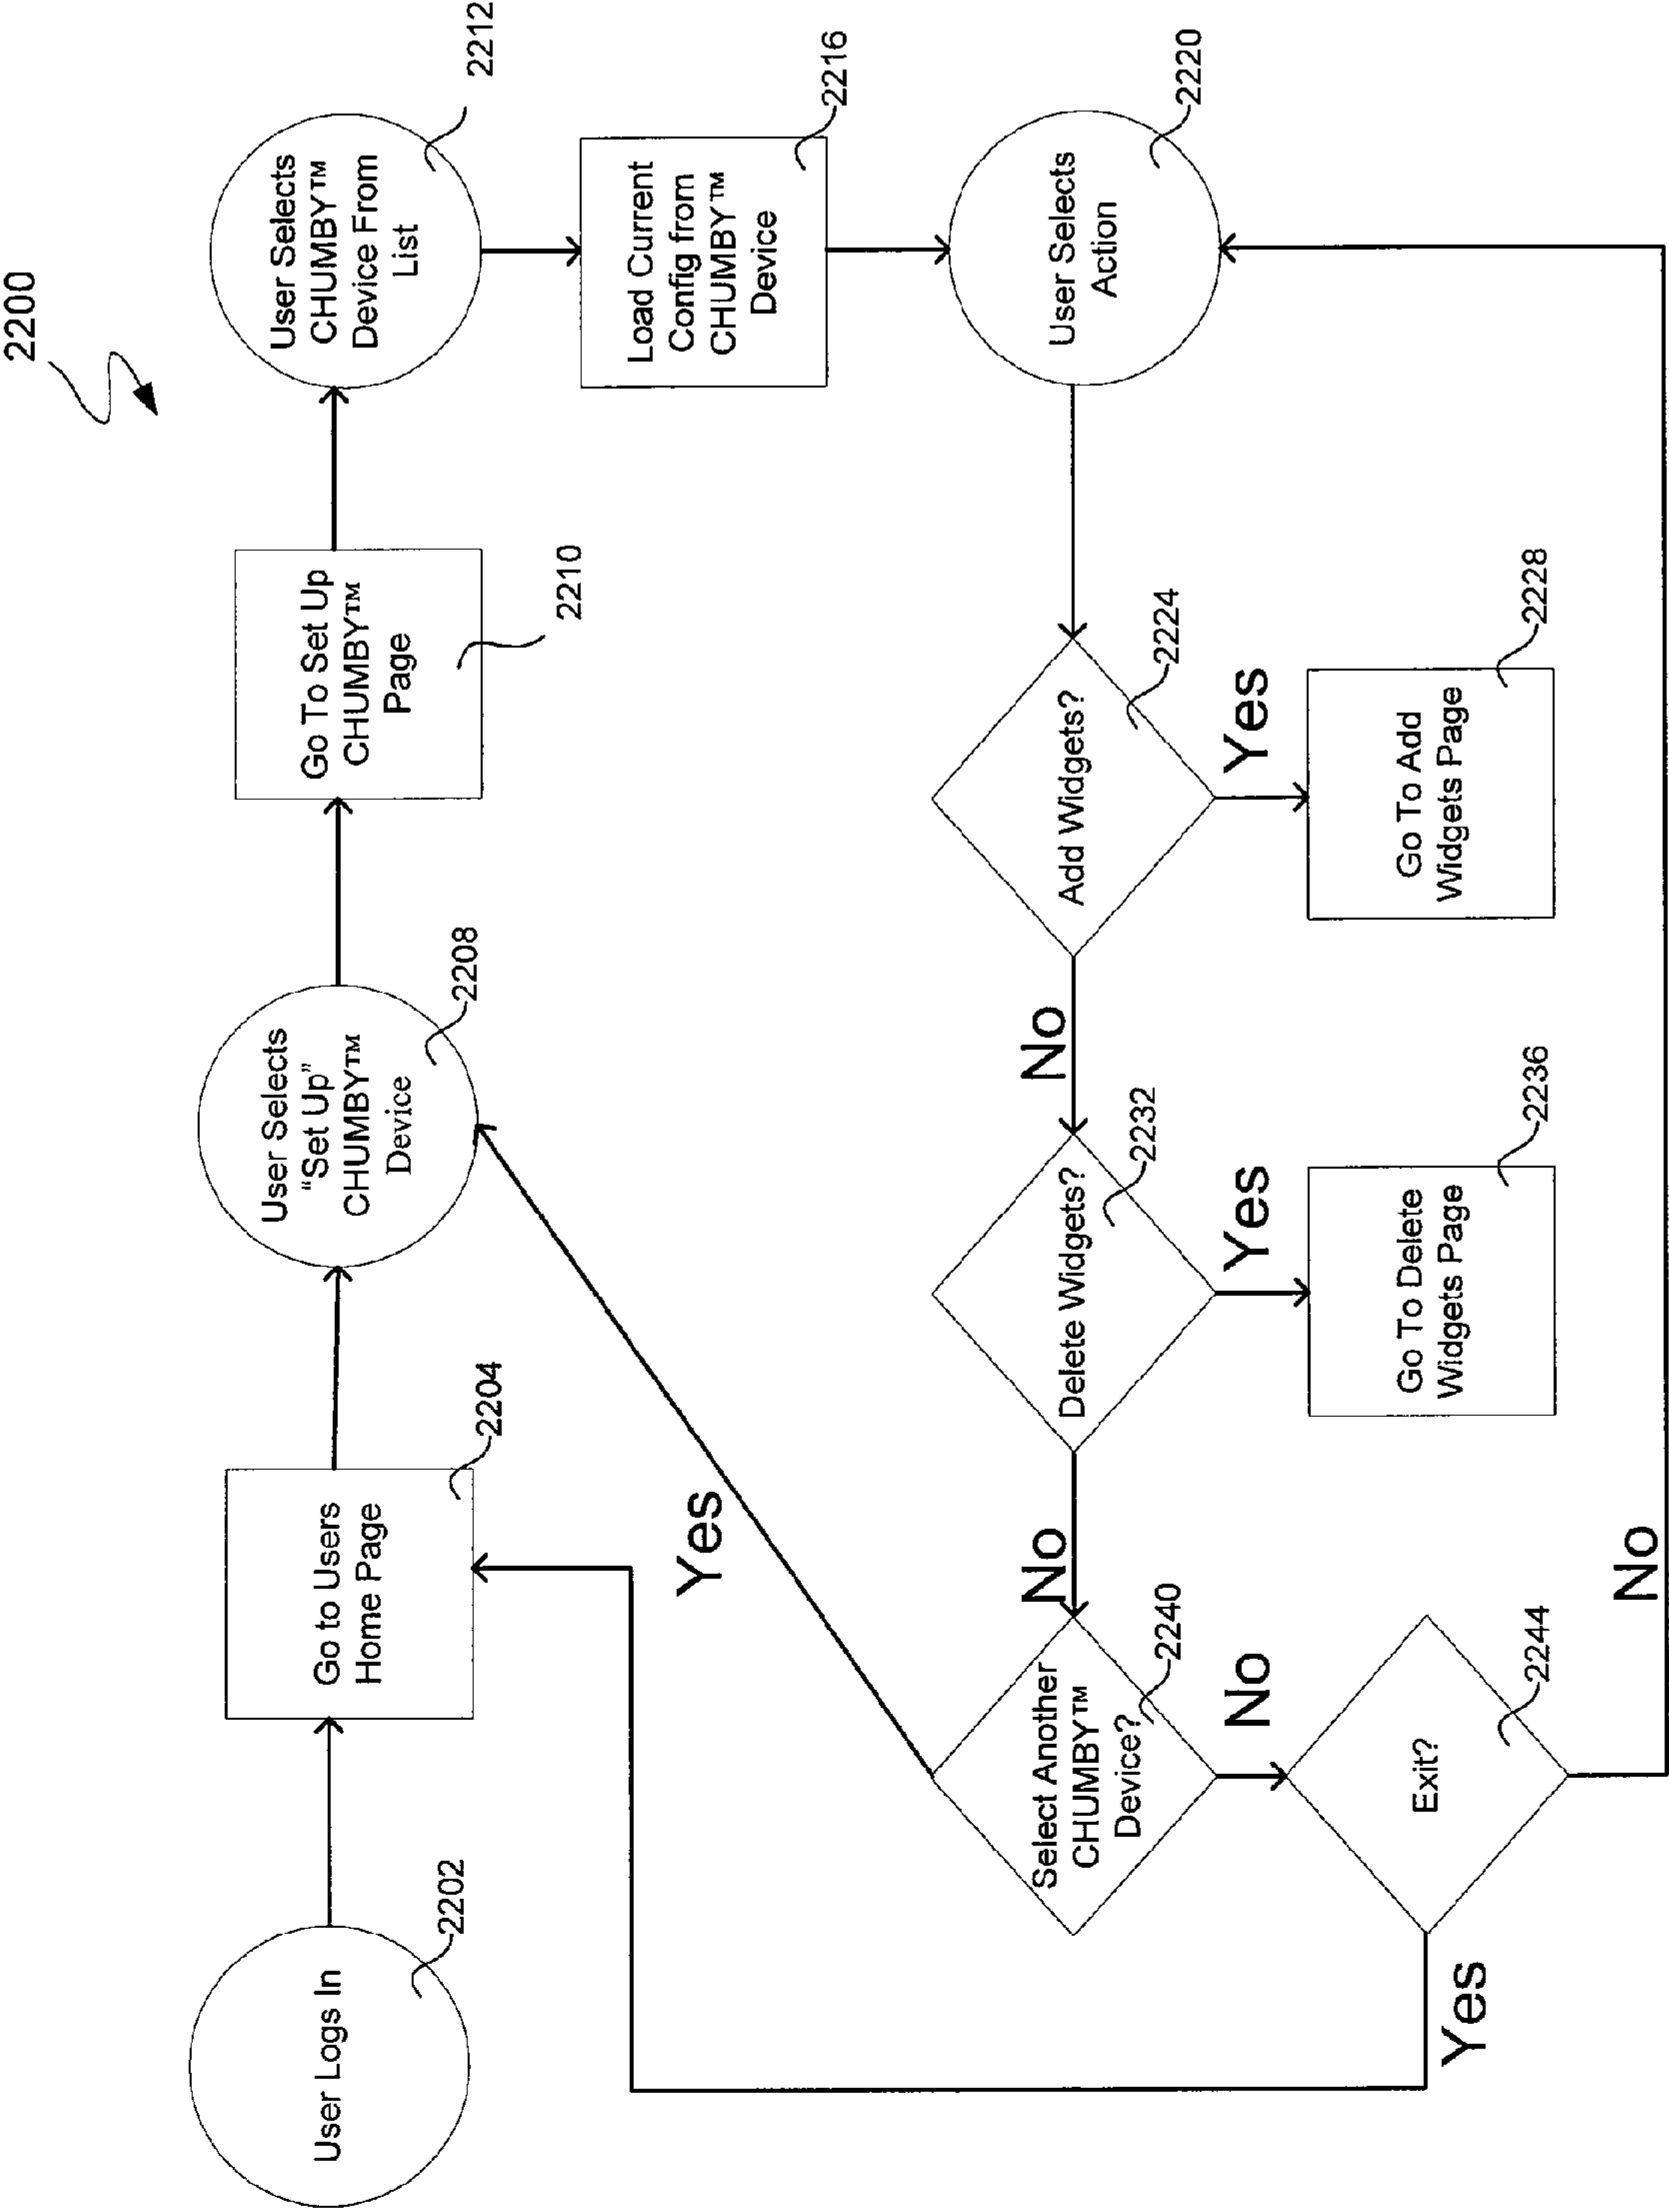 2200
User Logs In
2202
Go to Users
Home Page
2204
User Selects
“Set Up”
CHUMBY™
Device
2208
Go To Set Up
CHUMBY™
Page
2210
User Selects
CHUMBY™
Device From
List
2212
Load Current
Config from
CHUMBY™
Device
2216
User Selects
Action
2220
Add Widgets?
2224
Yes
Go To Add
Widgets Page
2228
No
Delete Widgets?
2232
Yes
Go To Delete
Widgets Page
2236
No
Select Another
CHUMBY™
Device?
2240
Yes
No
Exit?
2244
Yes
No